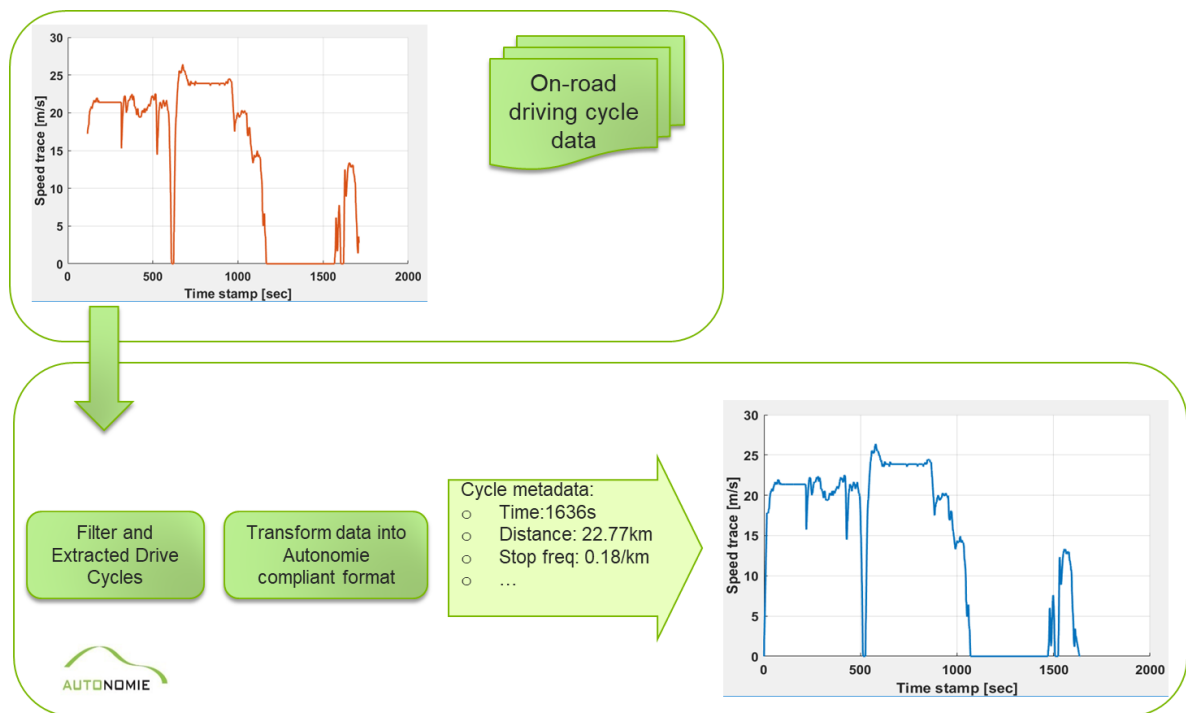 30
25
20
15
10
5
0
0 500 1000 1500 2000
Speed trace [m/s]
Time stamp [sec]
On-road
driving cycle
data
Filter and
Extracted Drive
Cycles
Transform data into
Autonomie
compliant format
Cycle metadata:
o Time:1636s
o Distance: 22.77km
o Stop freq: 0.18/km
o …
30
25
20
15
10
5
0
0 500 1000 1500 2000
Speed trace [m/s]
Time stamp [sec]
AUTONOMIE